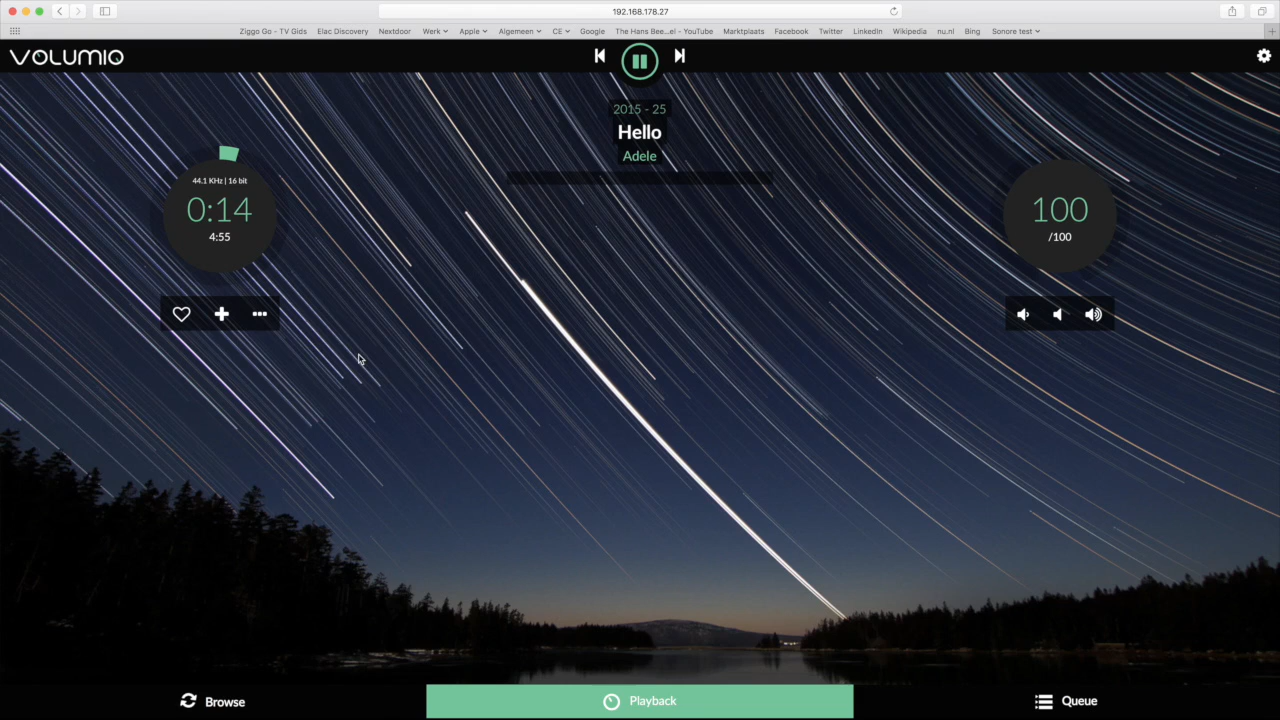 192.168.178.27
Ziggo Go - TV Gids Elac Discovery Nextdoor Werk Apple Algemeen CE Google The Hans Bee...el - YouTube Marktplaats Facebook Twitter LinkedIn Wikipedia nu.nl Bing Sonore test
VOLUMIO
2015 - 25
Hello
Adele
44.1 KHz | 16 bit
0:14
4:55
100
/100
Browse
Playback
Queue